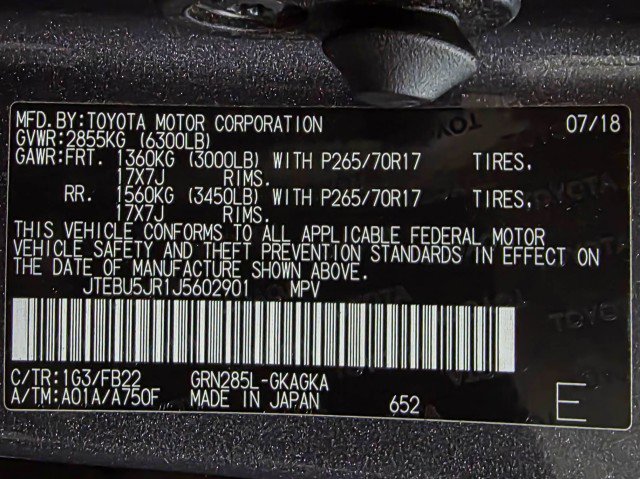 MFD.BY:TOYOTA MOTOR CORPORATION 07/18
GVWR:2855KG (6300LB)
GAWR:FRT. 1360KG (3000LB) WITH P265/70R17 TIRES,
17X7J RIMS.
RR. 1560KG (3450LB) WITH P265/70R17 TIRES,
17X7J RIMS.
THIS VEHICLE CONFORMS TO ALL APPLICABLE FEDERAL MOTOR
VEHICLE SAFETY AND THEFT PREVENTION STANDARDS IN EFFECT ON
THE DATE OF MANUFACTURE SHOWN ABOVE.
JTEBU5JR1J5602901 MPV
C/TR:1G3/FB22 GRN285L-GKAGKA
A/TM:A01A/A750F MADE IN JAPAN 652 E